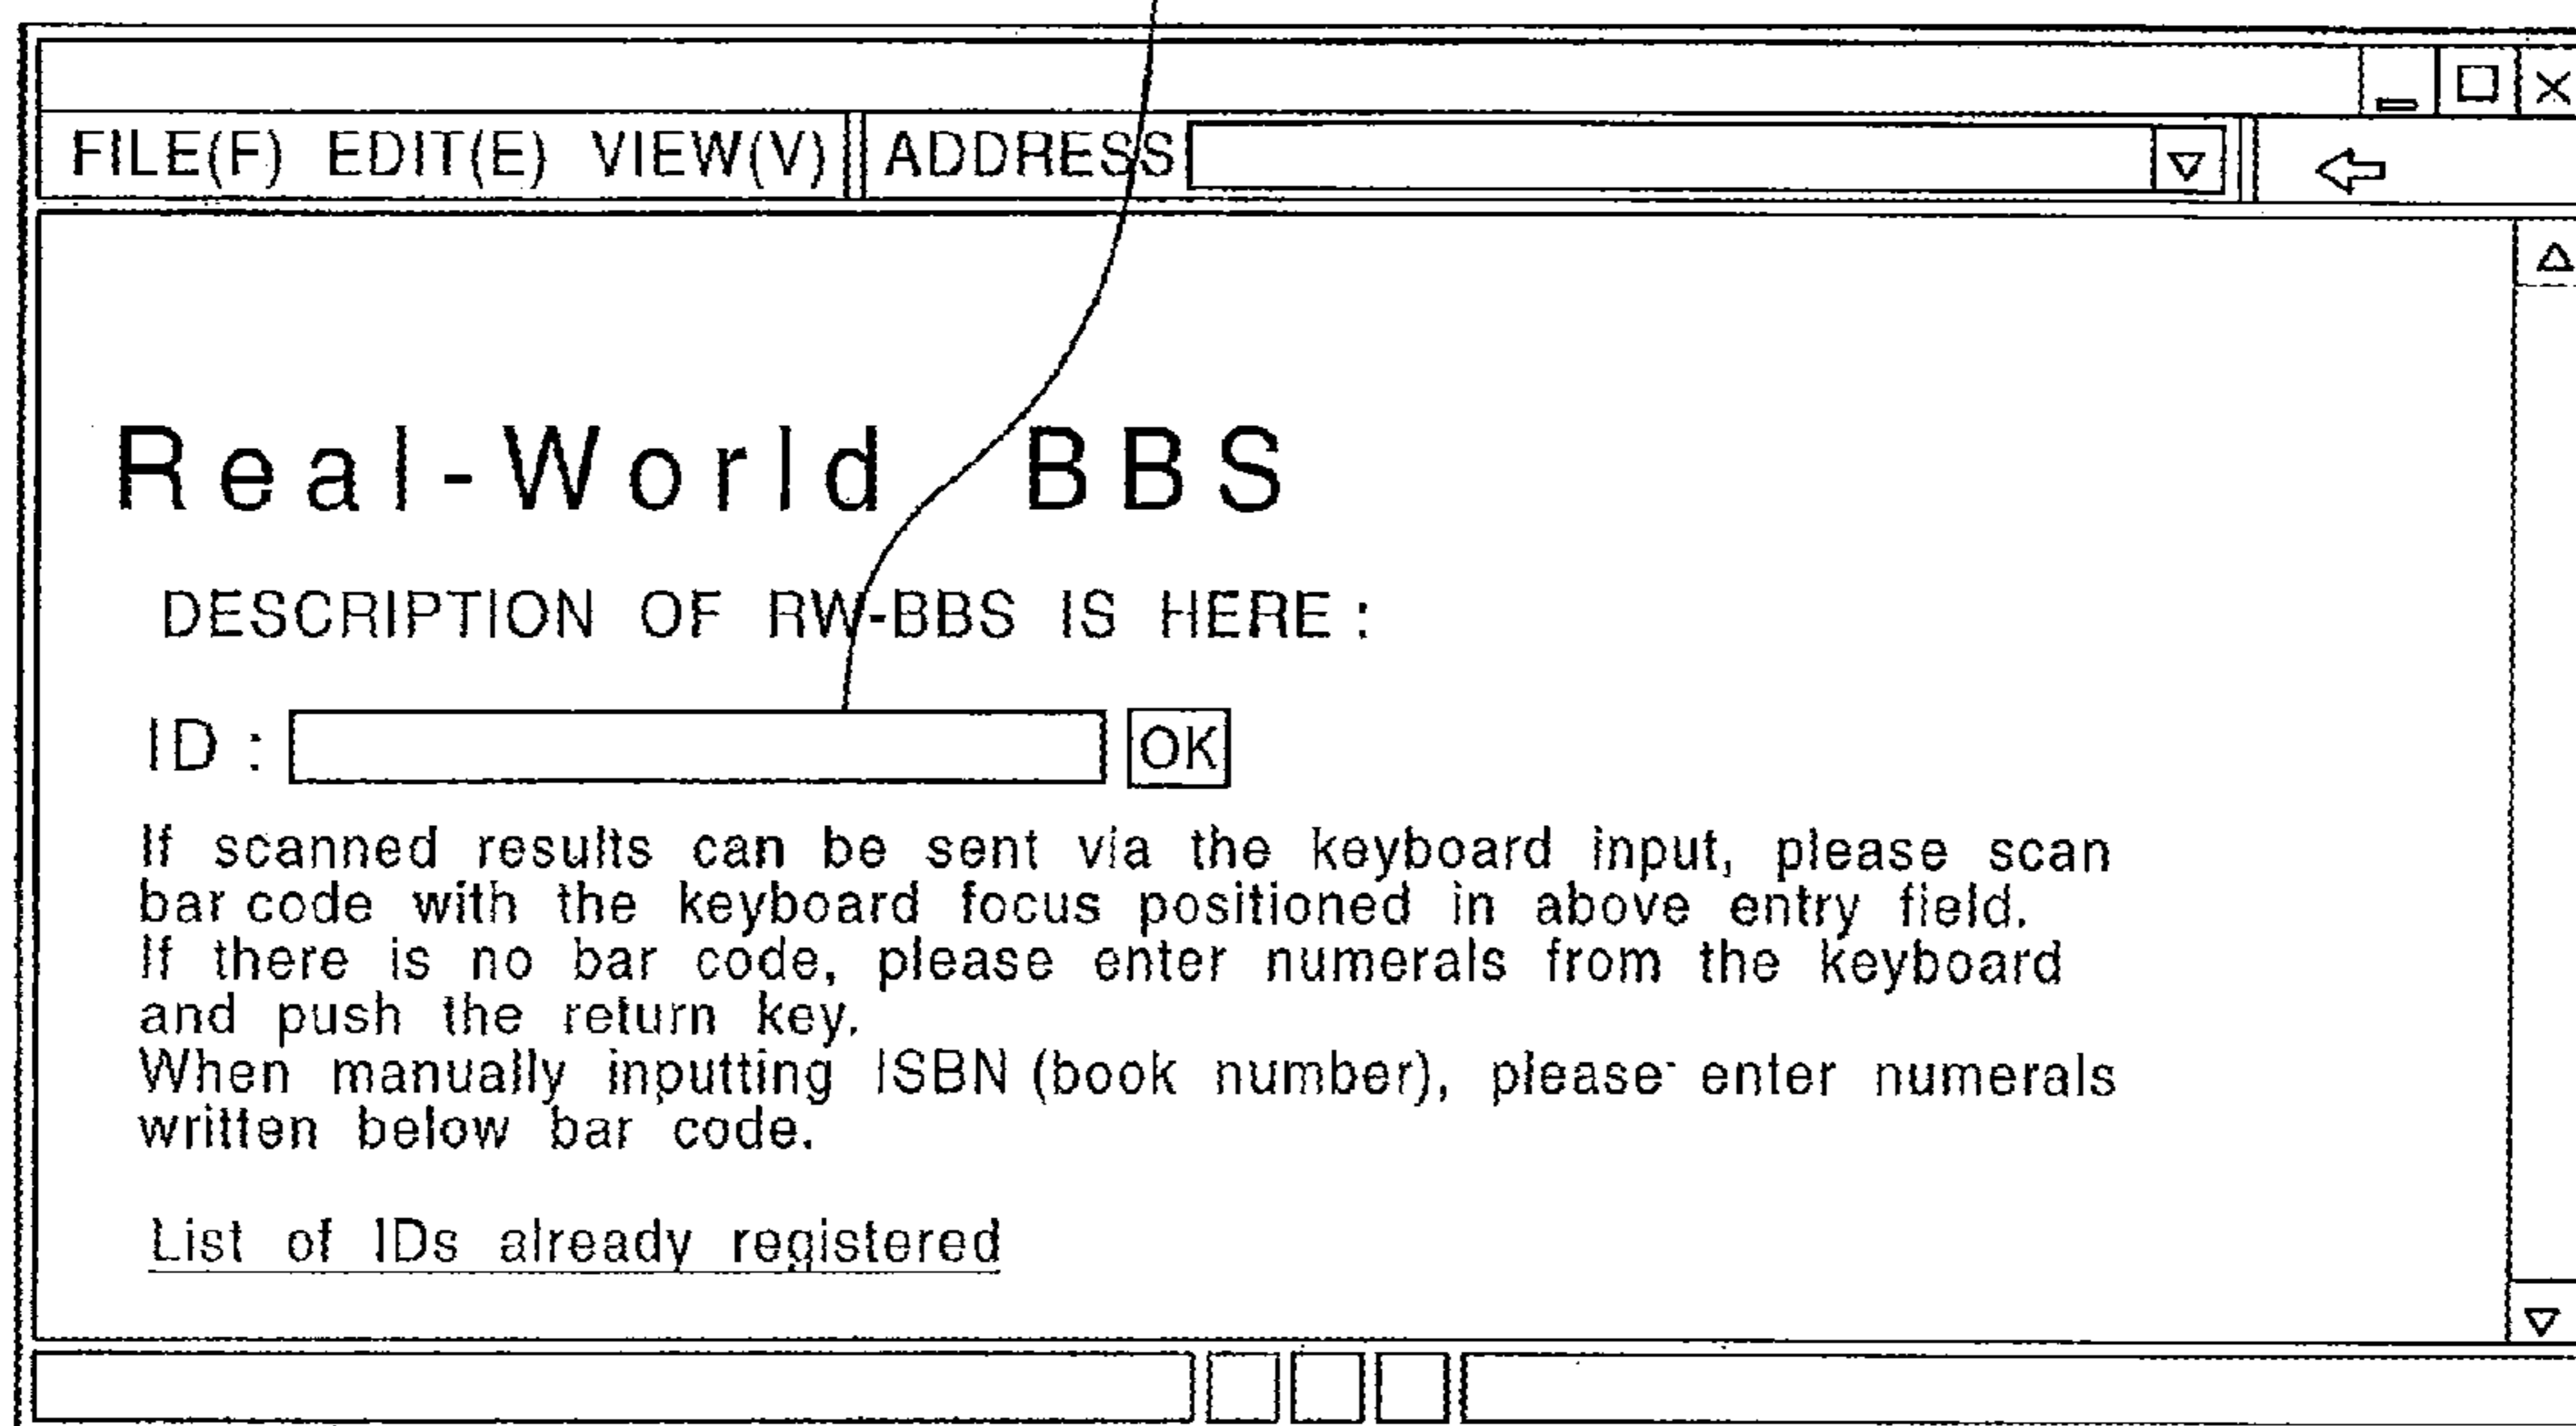 FILE(F) EDIT(E) VIEW(V) ADDRESS
Real-World BBS
DESCRIPTION OF RW-BBS IS HERE :
ID : OK
If scanned results can be sent via the keyboard input, please scan
bar code with the keyboard focus positioned in above entry field.
If there is no bar code, please enter numerals from the keyboard
and push the return key.
When manually inputting ISBN (book number), please enter numerals
written below bar code.
List of IDs already registered